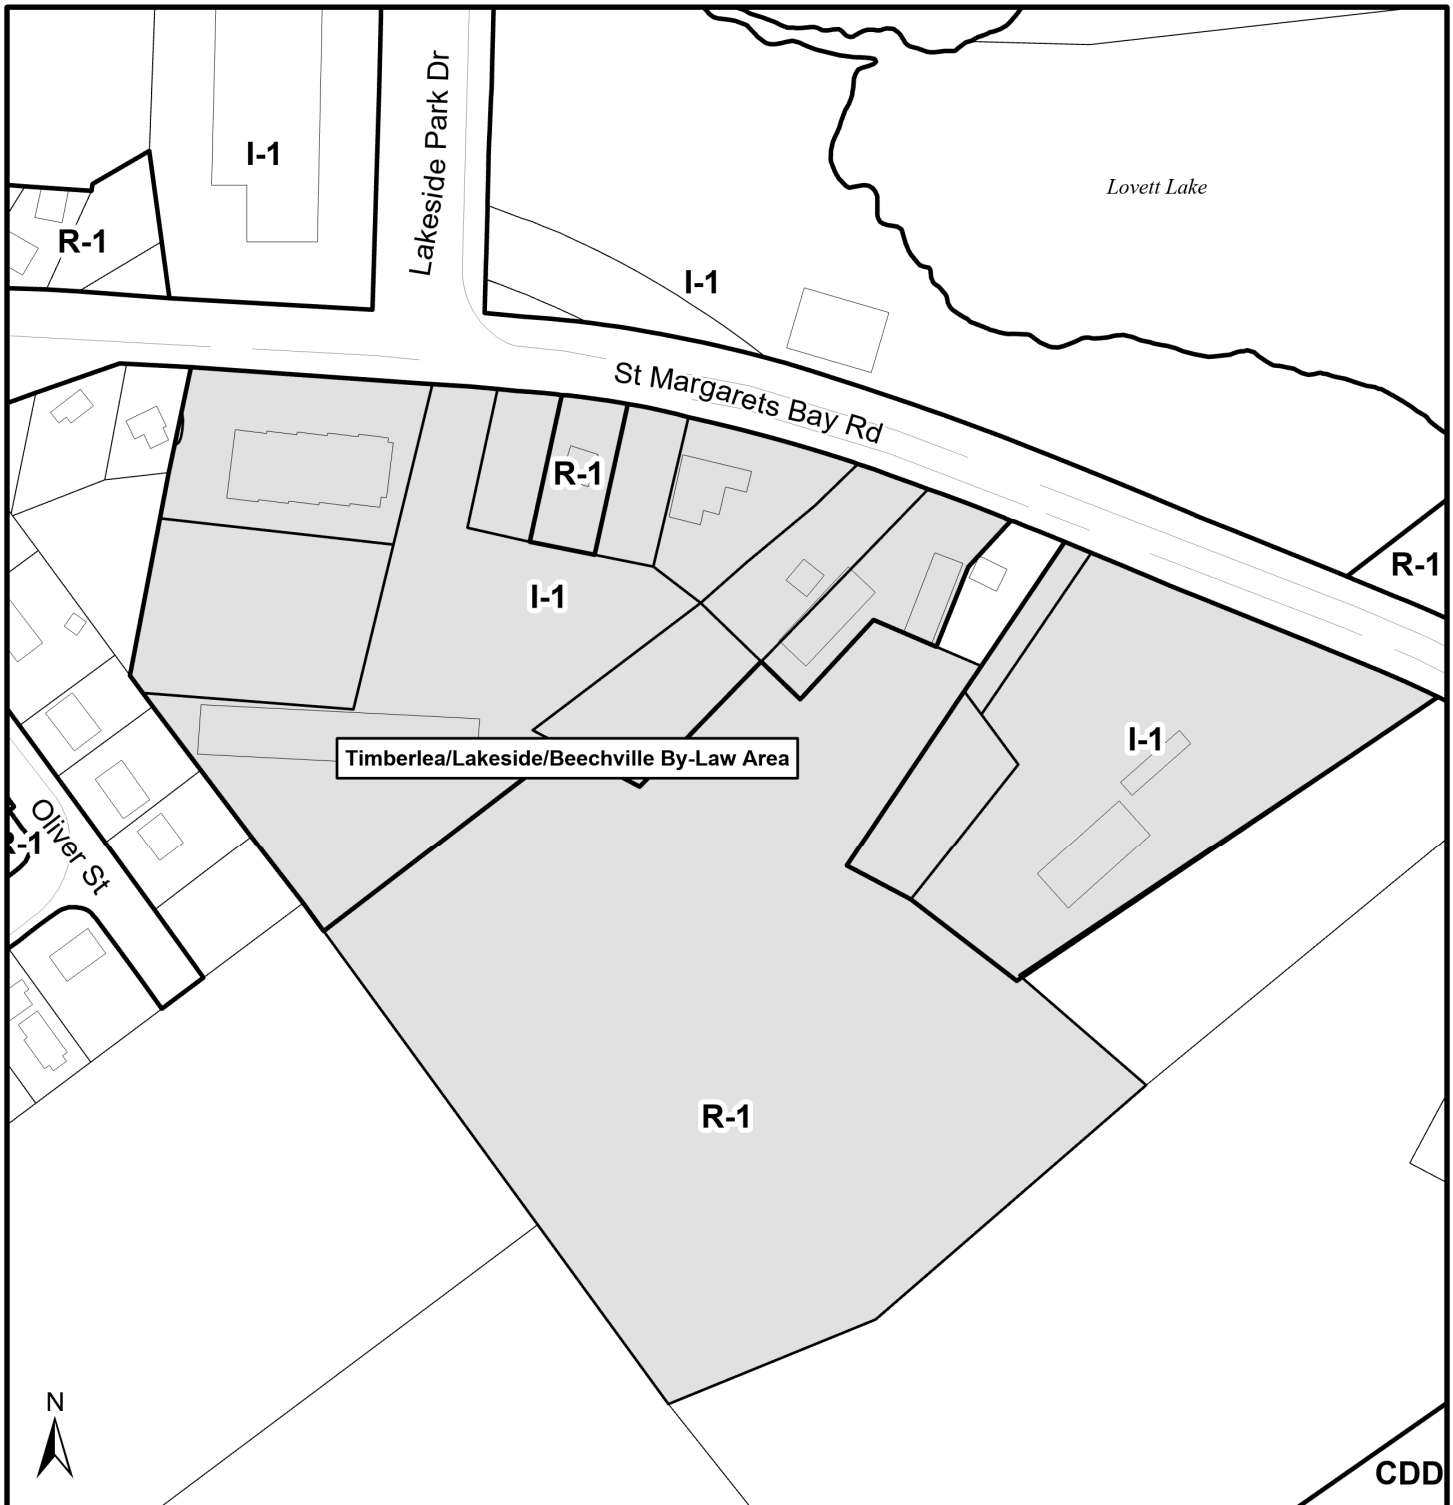 Lakeside Park Dr
I-1
Lovett Lake
R-1
I-1
St Margarets Bay Rd
R-1
R-1
I-1
I-1
Timberlea/Lakeside/Beechville By-Law Area
Oliver St
R-1
R-1
N
CDD